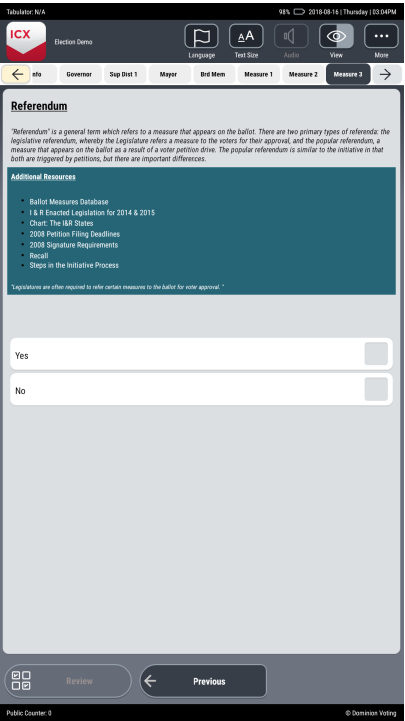 Tabulator: N/A
98% 2018-08-16 | Thursday | 03:04PM
ICX
Election Demo
AA
Language
Text Size
Audio
View
More
nfo
Governor
Sup Dist 1
Mayor
Brd Mem
Measure 1
Measure 2
Measure 3
Referendum
"Referendum" is a general term which refers to a measure that appears on the ballot. There are two primary types of referenda: the
legislative referendum, whereby the Legislature refers a measure to the voters for their approval, and the popular referendum, a
measure that appears on the ballot as a result of a voter petition drive. The popular referendum is similar to the initiative in that
both are triggered by petitions, but there are important differences.
Additional Resources
• Ballot Measures Database
• I & R Enacted Legislation for 2014 & 2015
• Chart: The I&R States
• 2008 Petition Filing Deadlines
• 2008 Signature Requirements
• Recall
• Steps in the Initiative Process
"Legislatures are often required to refer certain measures to the ballot for voter approval. "
Yes
No
Review
Previous
Public Counter: 0
© Dominion Voting